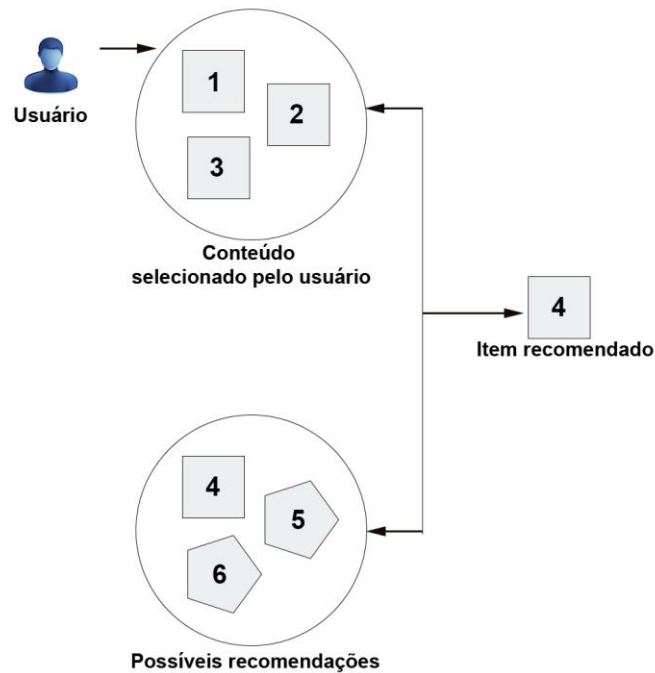 Usuário
1
2
3
Conteúdo
selecionado pelo usuário
4
Item recomendado
4
5
6
Possíveis recomendações